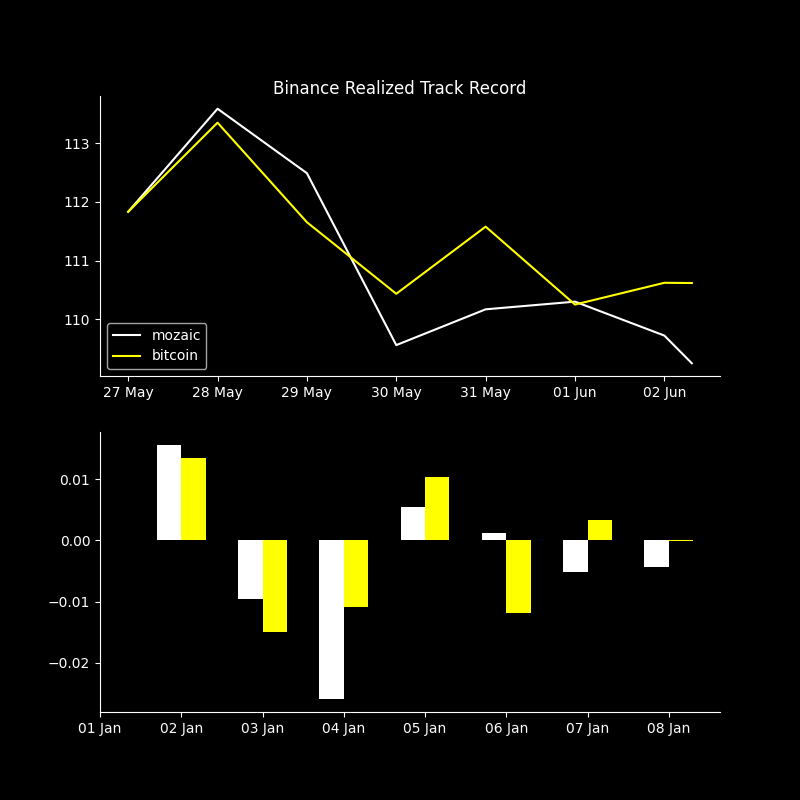 Binance Realized Track Record
113
112
111
110
mozaic
bitcoin
27 May 28 May 29 May 30 May 31 May 01 Jun 02 Jun
0.01
0.00
−0.01
−0.02
01 Jan 02 Jan 03 Jan 04 Jan 05 Jan 06 Jan 07 Jan 08 Jan